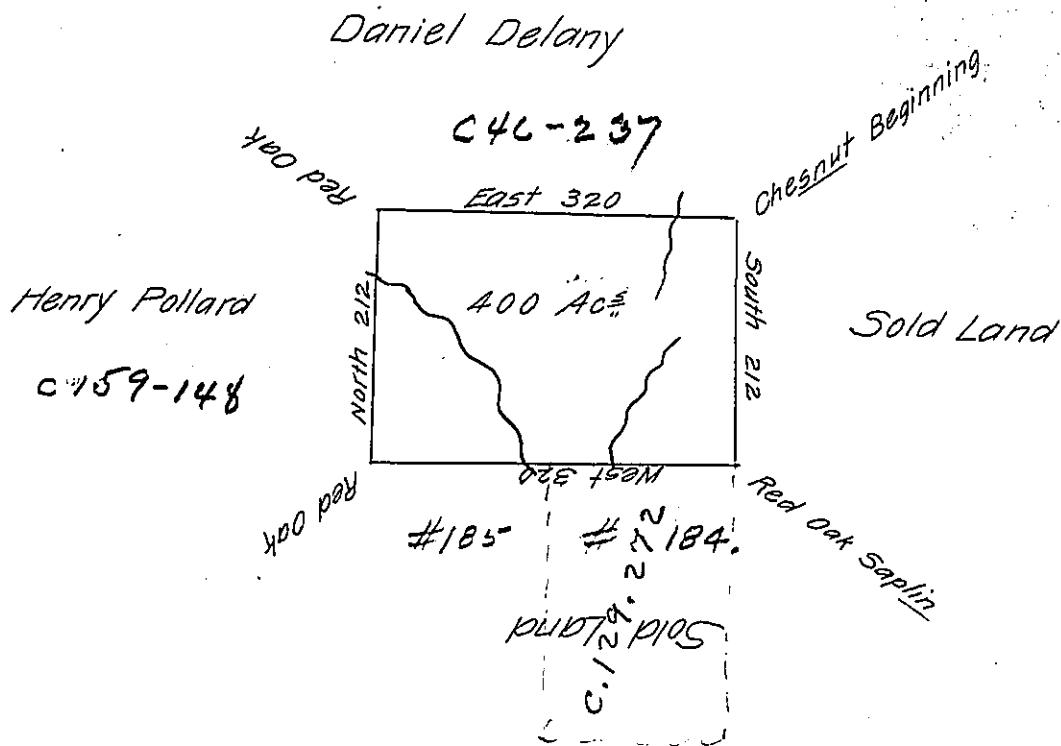 Daniel Delany
C46-237
Red Oak
Chesnut Beginning
East 320
Henry Pollard
C159-148
North 212
400 Acs
South 212
Sold Land
West 320
Red Oak
Red Oak Saplin
#185
#184.
C.129.272
Sold Land